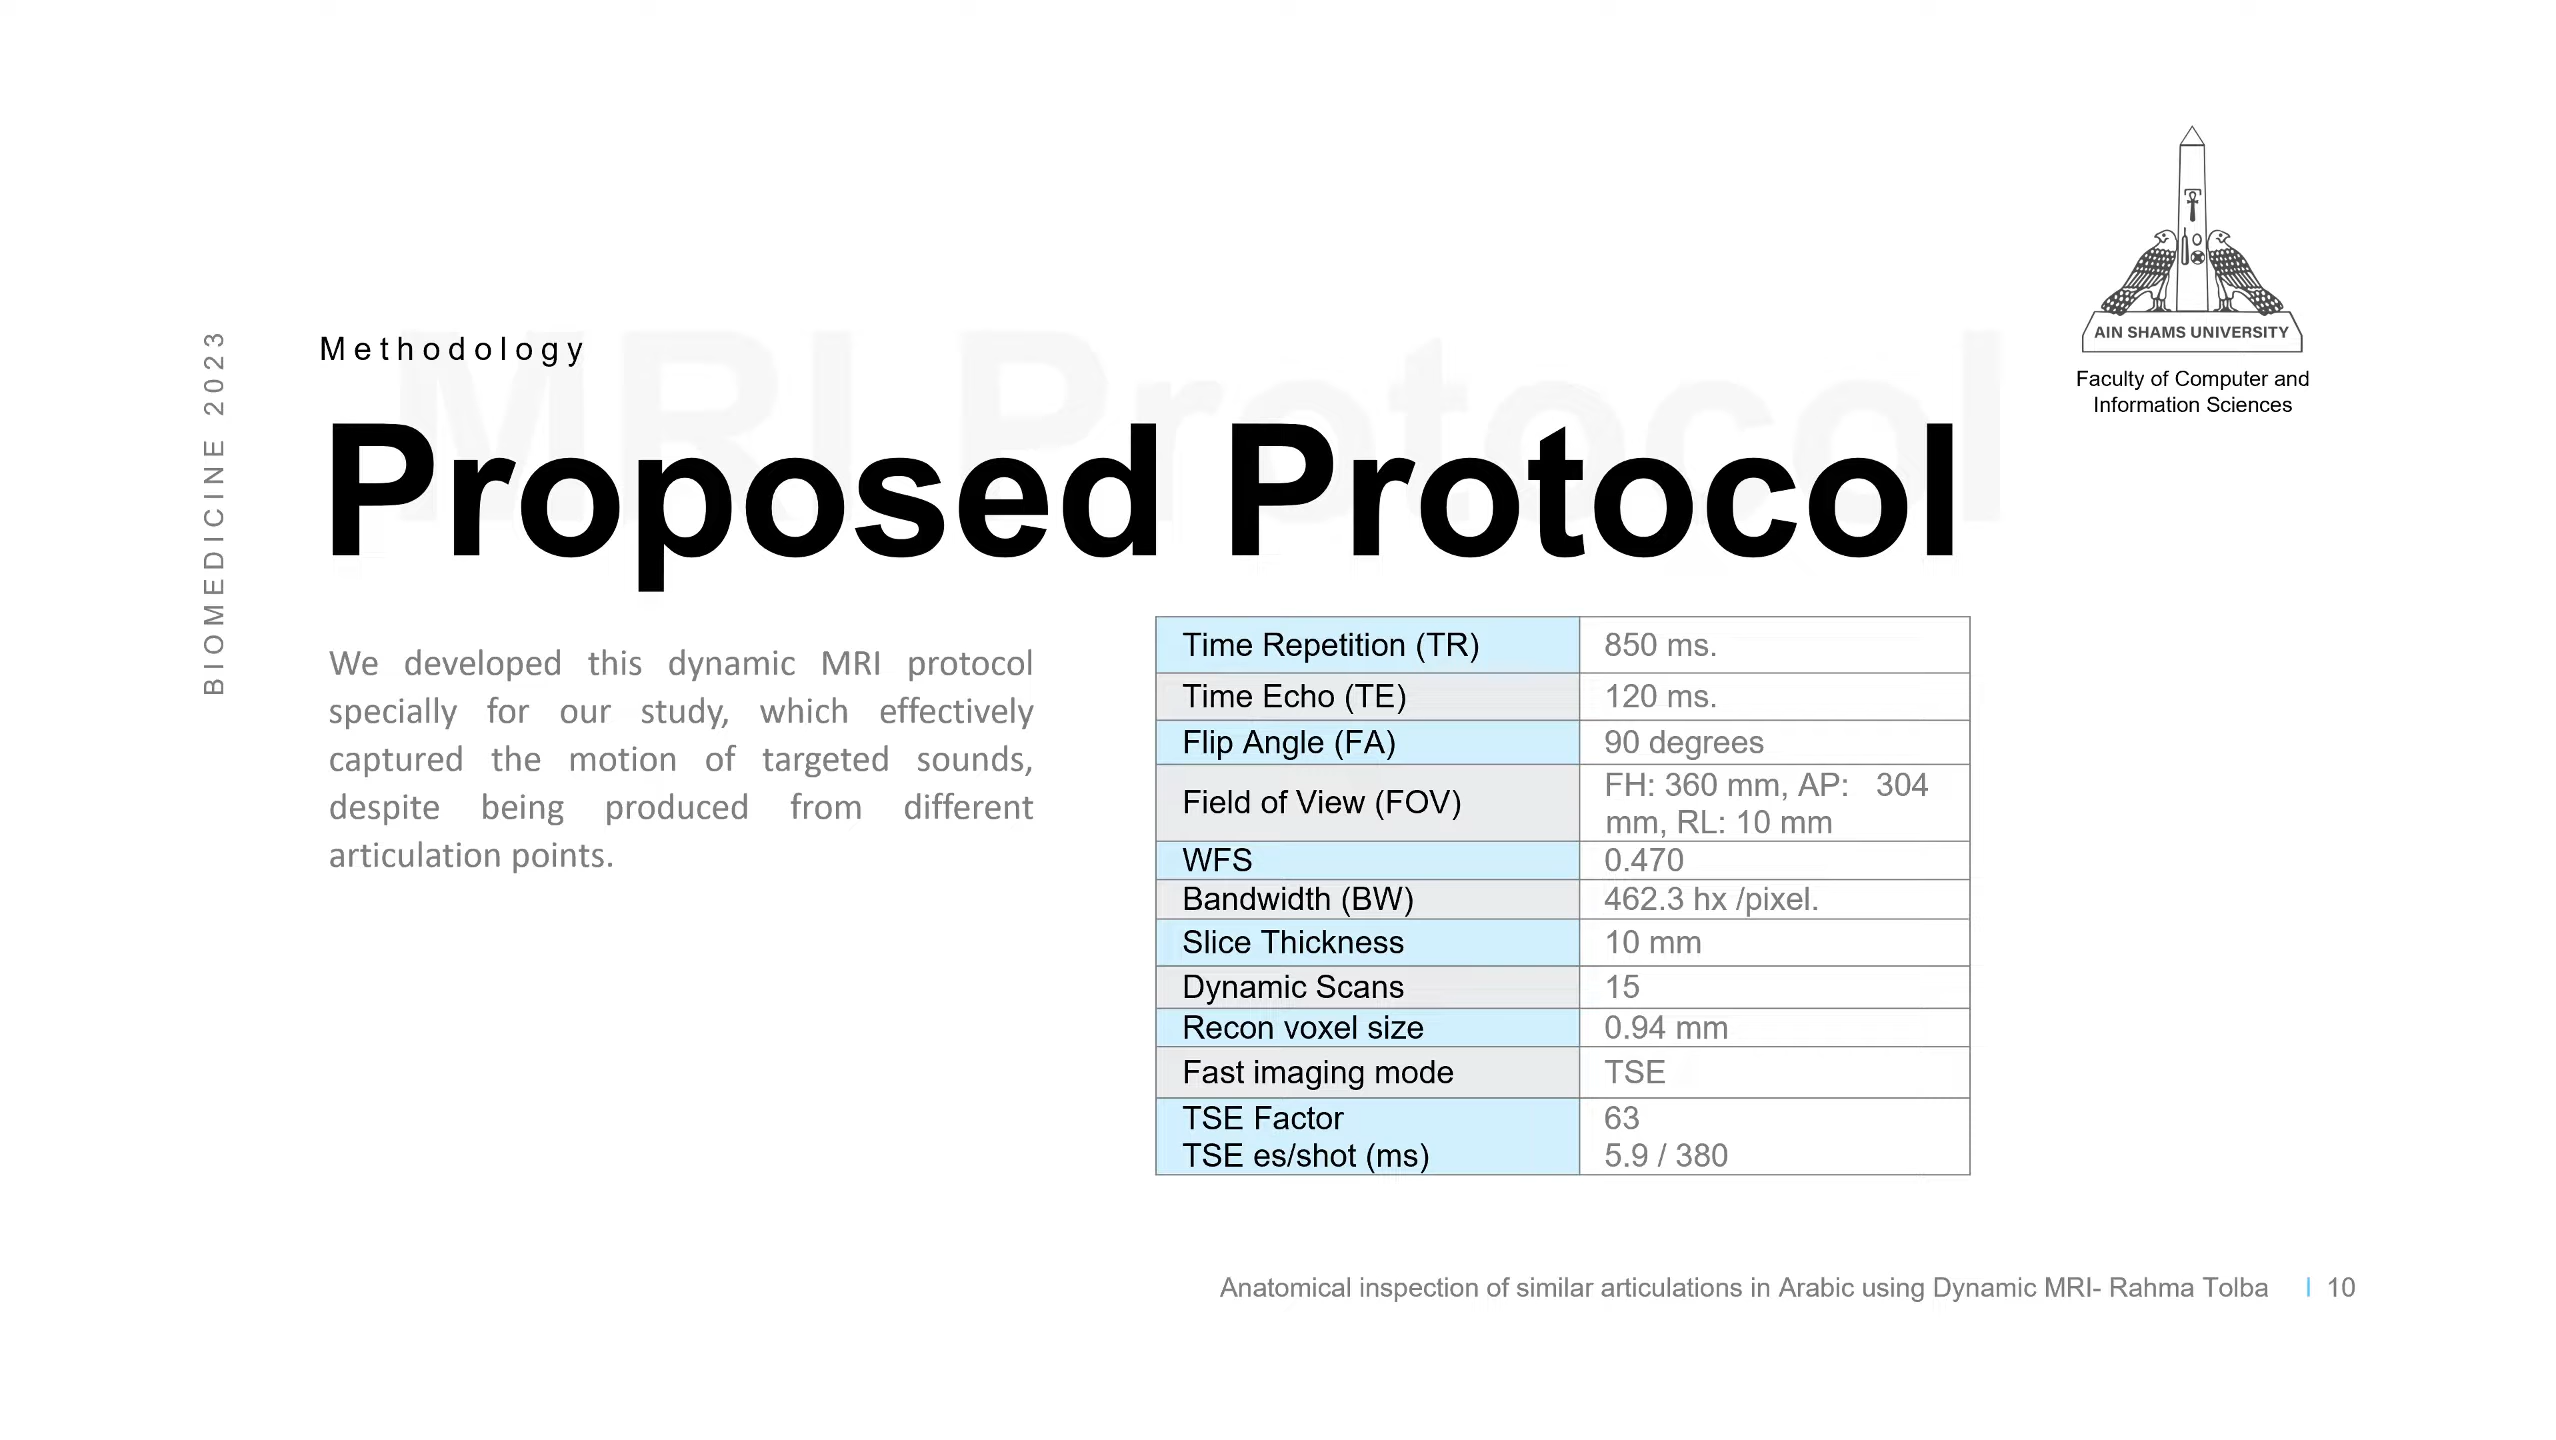 BIOMEDICINE 2023
Methodology
MRI Protocol
Proposed Protocol
We developed this dynamic MRI protocol
specially for our study, which effectively
captured the motion of targeted sounds,
despite being produced from different
articulation points.
Time Repetition (TR) 850 ms.
Time Echo (TE) 120 ms.
Flip Angle (FA) 90 degrees
Field of View (FOV) FH: 360 mm, AP: 304
mm, RL: 10 mm
WFS 0.470
Bandwidth (BW) 462.3 hx /pixel.
Slice Thickness 10 mm
Dynamic Scans 15
Recon voxel size 0.94 mm
Fast imaging mode TSE
TSE Factor 63
TSE es/shot (ms) 5.9 / 380
AIN SHAMS UNIVERSITY
Faculty of Computer and
Information Sciences
Anatomical inspection of similar articulations in Arabic using Dynamic MRI- Rahma Tolba | 10